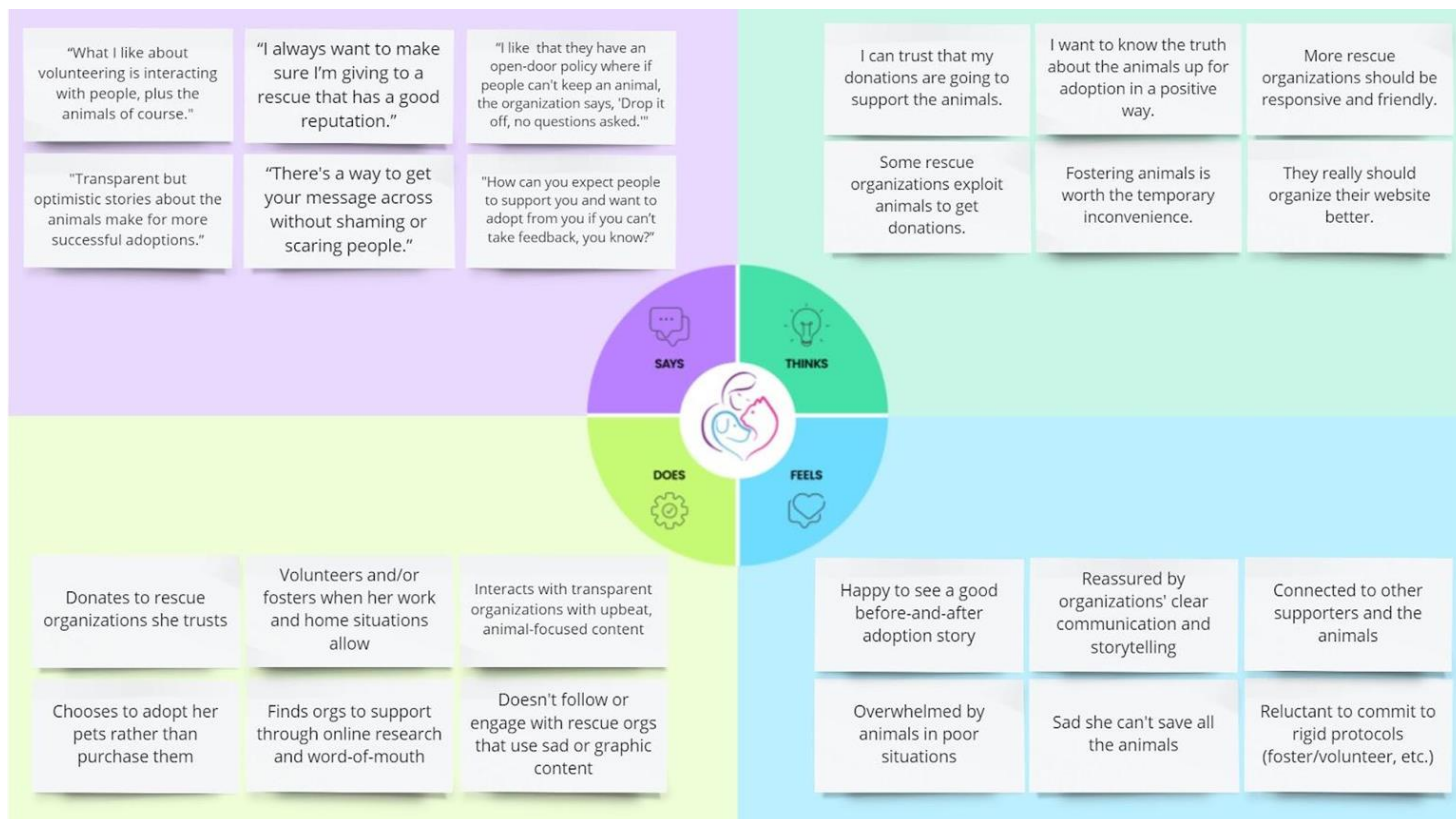 “What I like about
volunteering is interacting
with people, plus the
animals of course."
“I always want to make
sure I’m giving to a
rescue that has a good
reputation.”
"I like  that they have an
open-door policy where if
people can't keep an animal,
the organization says, 'Drop it
off, no questions asked.'"
"Transparent but
optimistic stories about the
animals make for more
successful adoptions.”
“There's a way to get
your message across
without shaming or
scaring people.”
"How can you expect people
to support you and want to
adopt from you if you can’t
take feedback, you know?”
I can trust that my
donations are going to
support the animals.
I want to know the truth
about the animals up for
adoption in a positive
way.
More rescue
organizations should be
responsive and friendly.
Some rescue
organizations exploit
animals to get
donations.
Fostering animals is
worth the temporary
inconvenience.
They really should
organize their website
better.
SAYS
THINKS
DOES
FEELS
Donates to rescue
organizations she trusts
Volunteers and/or
fosters when her work
and home situations
allow
Interacts with transparent
organizations with upbeat,
animal-focused content
Chooses to adopt her
pets rather than
purchase them
Finds orgs to support
through online research
and word-of-mouth
Doesn't follow or
engage with rescue orgs
that use sad or graphic
content
Happy to see a good
before-and-after
adoption story
Reassured by
organizations' clear
communication and
storytelling
Connected to other
supporters and the
animals
Overwhelmed by
animals in poor
situations
Sad she can't save all
the animals
Reluctant to commit to
rigid protocols
(foster/volunteer, etc.)